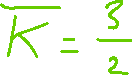 K̅ = 3/2